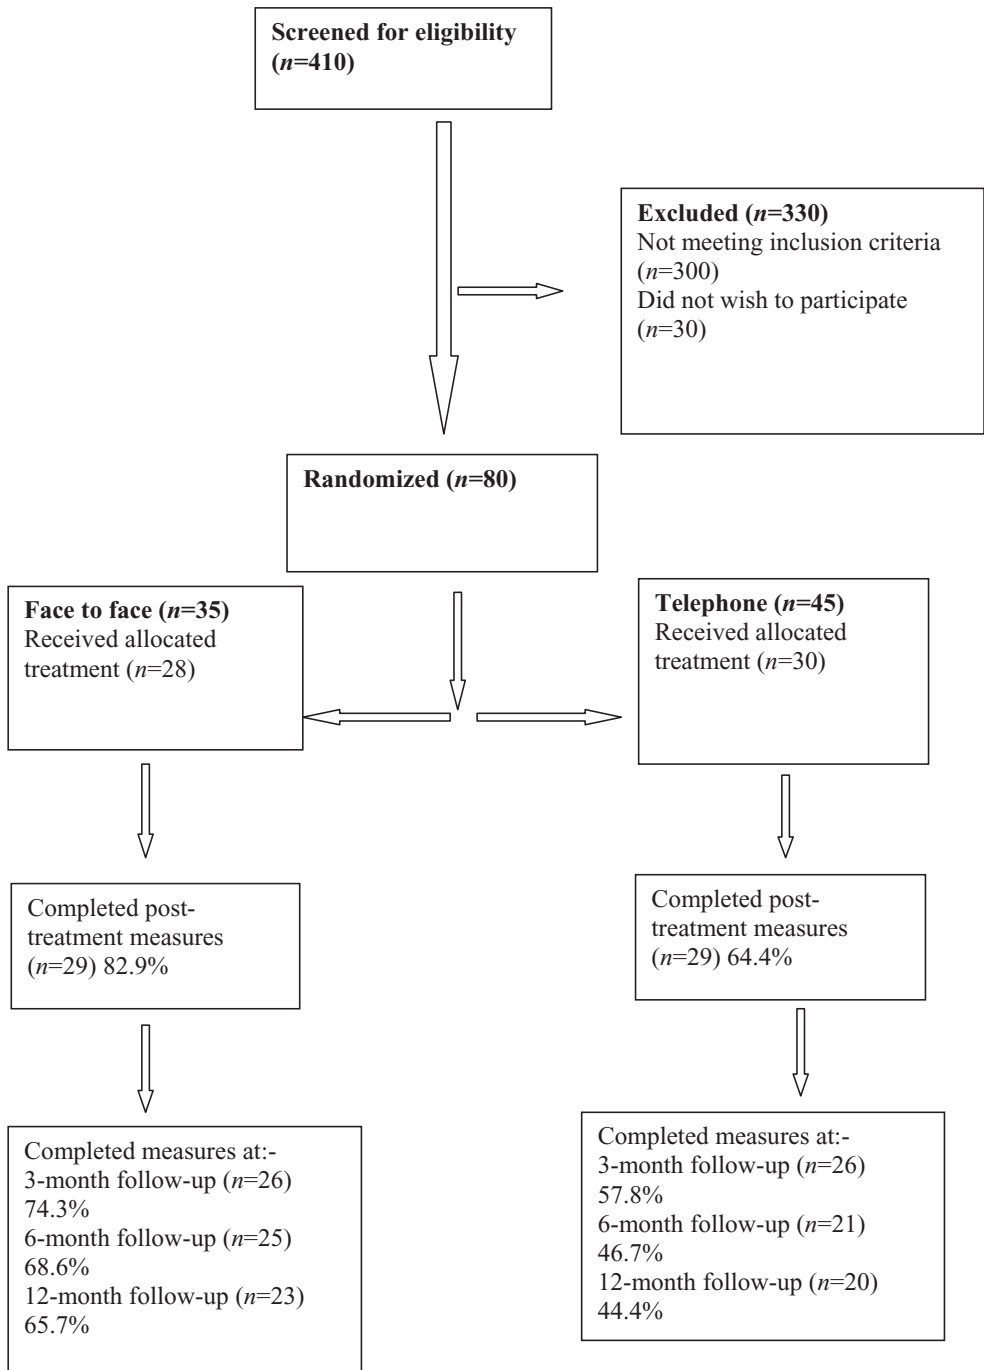 Screened for eligibility
(n=410)
Excluded (n=330)
Not meeting inclusion criteria
(n=300)
Did not wish to participate
(n=30)
Randomized (n=80)
Face to face (n=35)
Received allocated
treatment (n=28)
Telephone (n=45)
Received allocated
treatment (n=30)
Completed post-
treatment measures
(n=29) 82.9%
Completed post-
treatment measures
(n=29) 64.4%
Completed measures at:-
3-month follow-up (n=26)
74.3%
6-month follow-up (n=25)
68.6%
12-month follow-up (n=23)
65.7%
Completed measures at:-
3-month follow-up (n=26)
57.8%
6-month follow-up (n=21)
46.7%
12-month follow-up (n=20)
44.4%